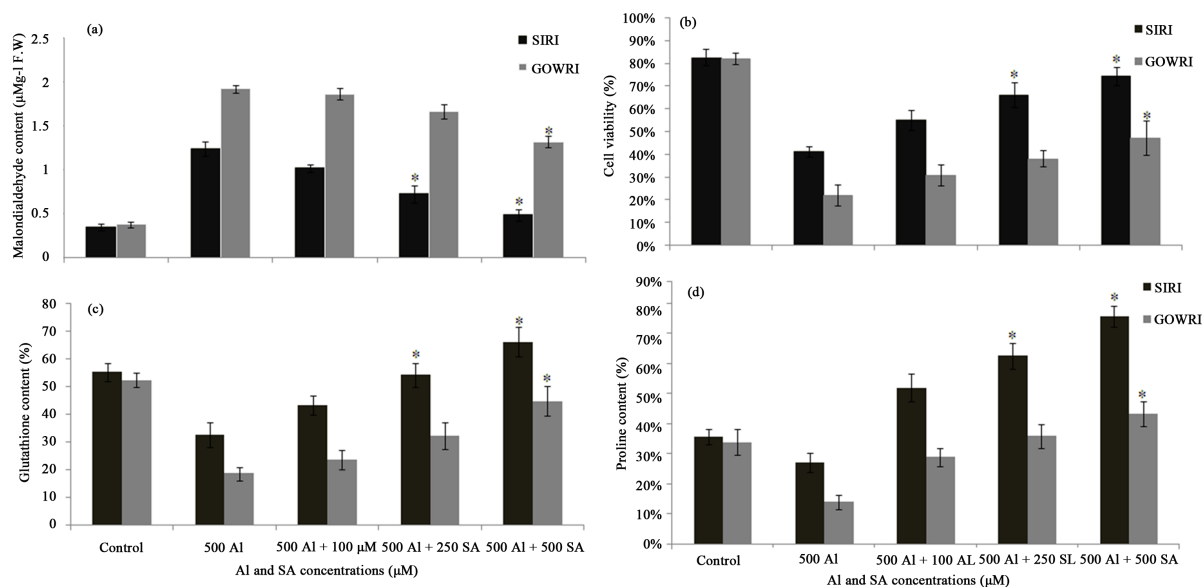 (a)
2.5
2
1.5
1
0.5
0
Malondialdehyde content (µMg-l F.W)
SIRI
GOWRI
*
*
*
(b)
100%
90%
80%
70%
60%
50%
40%
30%
20%
10%
0%
Cell viability (%)
SIRI
GOWRI
*
*
*
(c)
80
70
60
50
40
30
20
10
0
Glutathione content (%)
*
*
*
Control
500 Al
500 Al + 100 µM
500 Al + 250 SA
500 Al + 500 SA
Al and SA concentrations (µM)
(d)
90%
80%
70%
60%
50%
40%
30%
20%
10%
0%
Proline content (%)
SIRI
GOWRI
*
*
*
Control
500 Al
500 Al + 100 AL
500 Al + 250 SL
500 Al + 500 SA
Al and SA concentrations (µM)